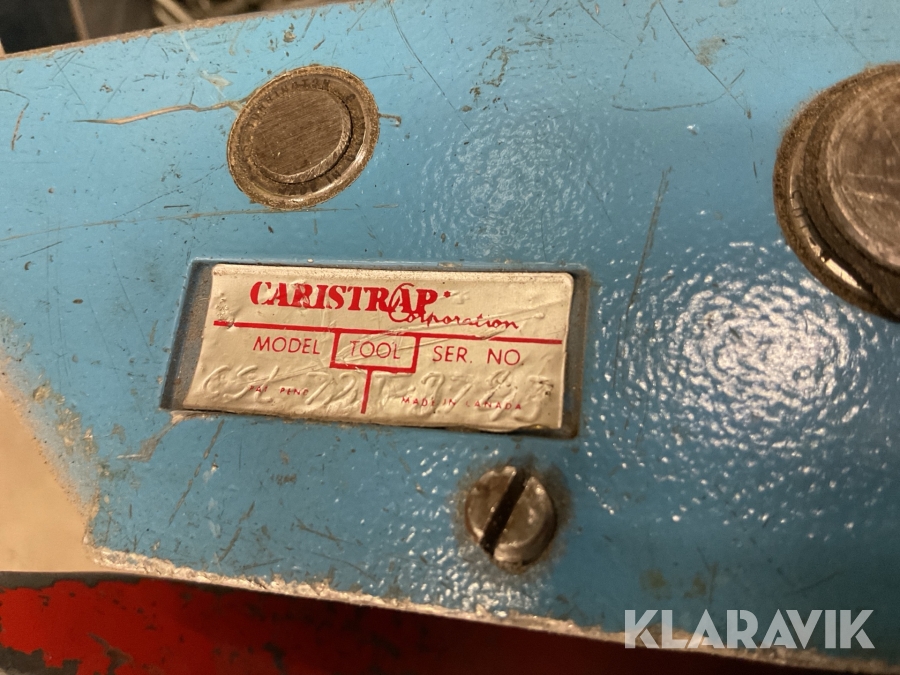 CARISTRAP
Corporation
MODEL TOOL SER. NO.
MADE IN CANADA
KLARAVIK